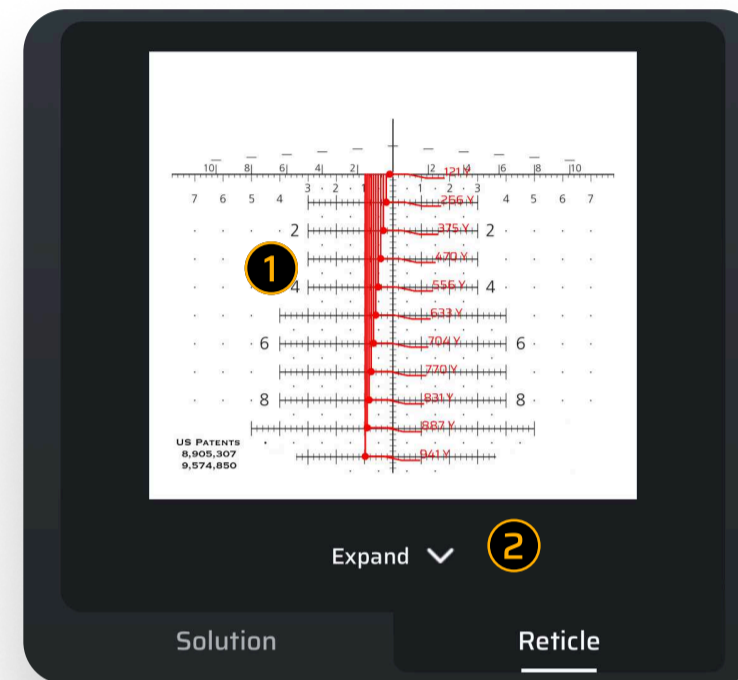 10 8 6 4 2 2 4 6 8 10
121 Y
7 6 5 4 3 2 1 1 2 3 4 5 6 7
256 Y
2 375 Y 2
470 Y
1
4 556 Y 4
633 Y
6 704 Y 6
770 Y
8 831 Y 8
887 Y
US PATENTS
8,905,307
9,574,850
941 Y
Expand
2
Solution Reticle